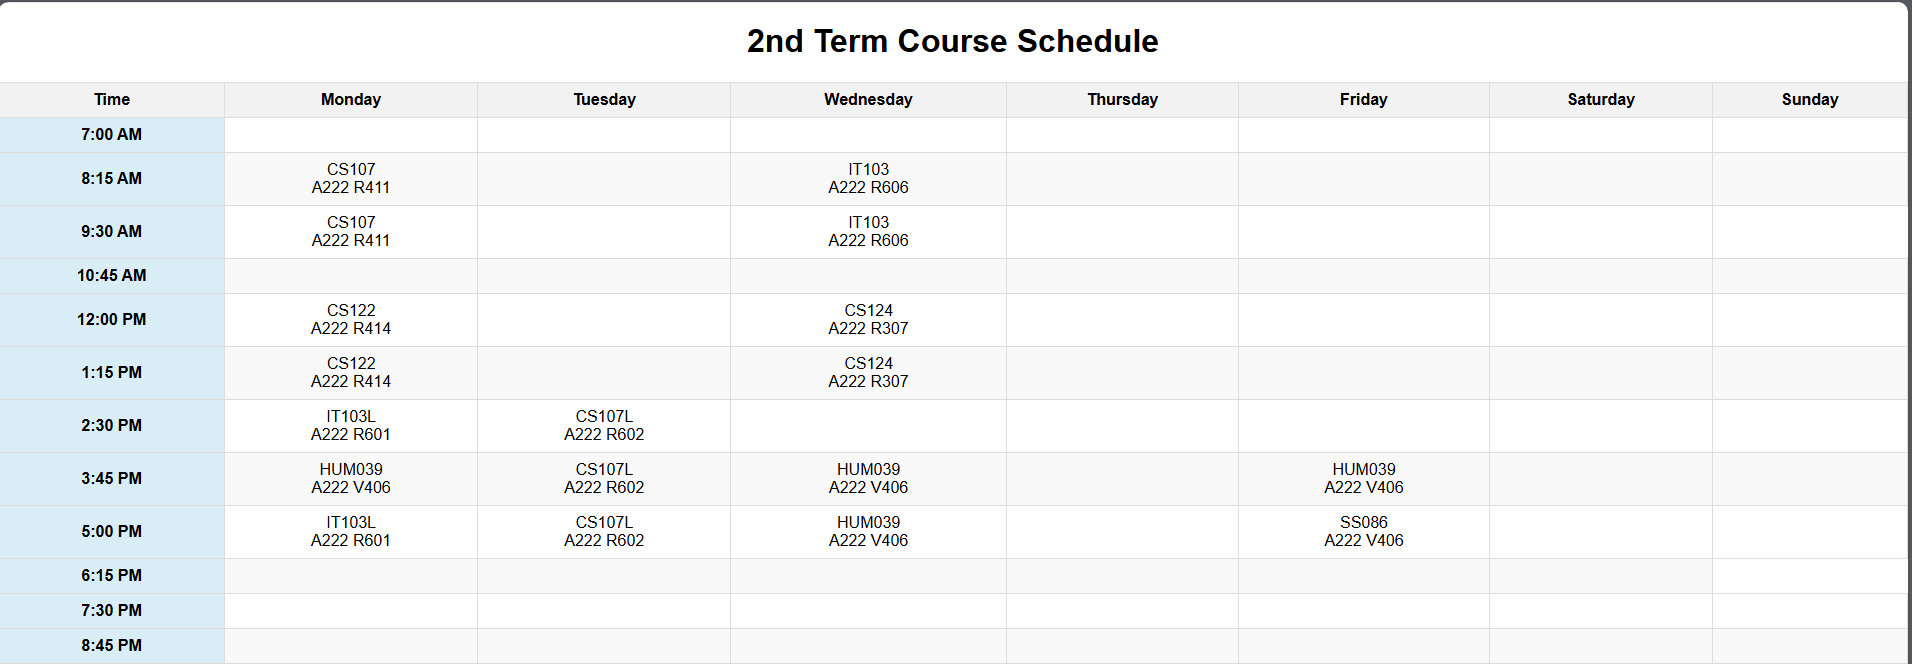 2nd Term Course Schedule
Time Monday Tuesday Wednesday Thursday Friday Saturday Sunday
7:00 AM
CS107 IT103
8:15 AM
A222 R411 A222 R606
CS107 IT103
9:30 AM
A222 R411 A222 R606
10:45 AM
CS122 CS124
12:00 PM
A222 R414 A222 R307
CS122 CS124
1:15 PM
A222 R414 A222 R307
IT103L CS107L
2:30 PM
A222 R601 A222 R602
HUM039 CS107L HUM039 HUM039
3:45 PM
A222 V406 A222 R602 A222 V406 A222 V406
IT103L CS107L HUM039 SS086
5:00 PM
A222 R601 A222 R602 A222 V406 A222 V406
6:15 PM
7:30 PM
8:45 PM